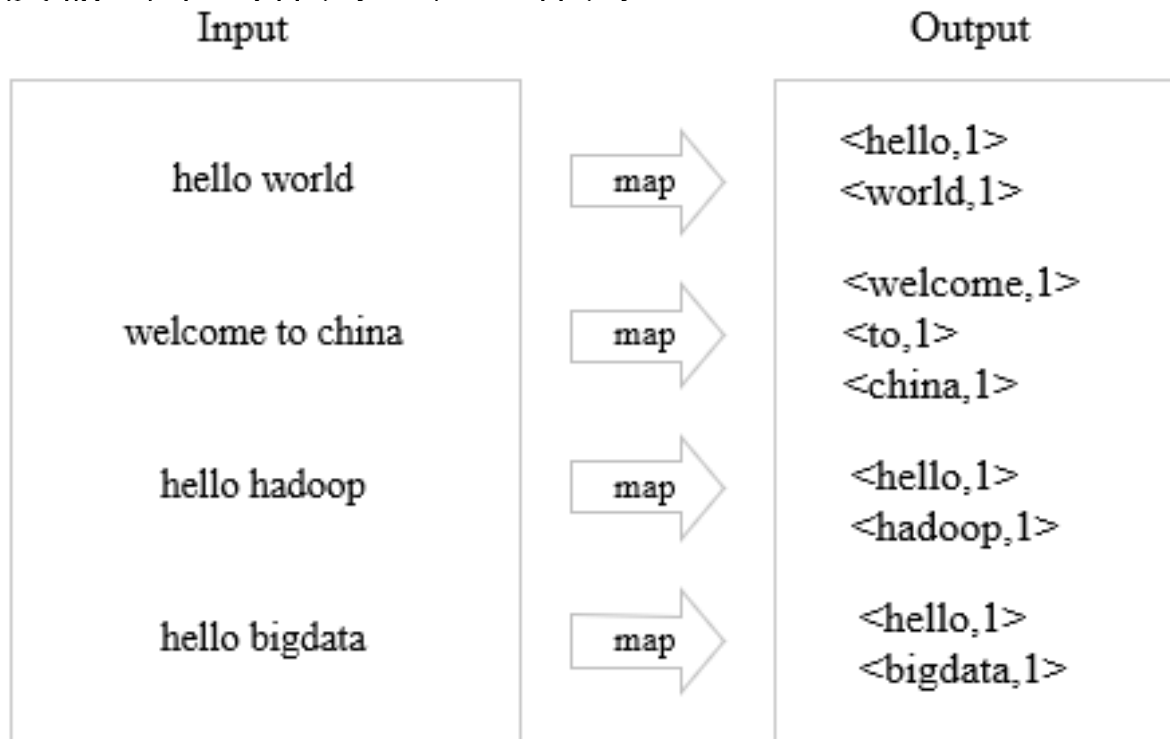 Input
Output
hello world
map
<hello,1>
<world,1>
welcome to china
map
<welcome,1>
<to,1>
<china,1>
hello hadoop
map
<hello,1>
<hadoop,1>
hello bigdata
map
<hello,1>
<bigdata,1>